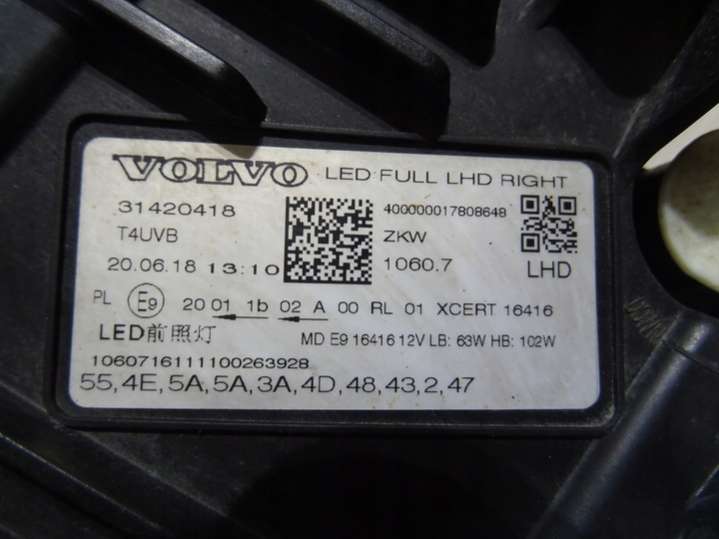 VOLVO LED FULL LHD RIGHT
31420418 400000017808648
T4UVB ZKW
20.06.18 13:10 1060.7 LHD
PL E9 20 01 1b 02 A 00 RL 01 XCERT 16416
LED前照灯 MD E9 16416 12V LB: 63W HB: 102W
1060716111100263928
55,4E,5A,5A,3A,4D,48,43,2,47